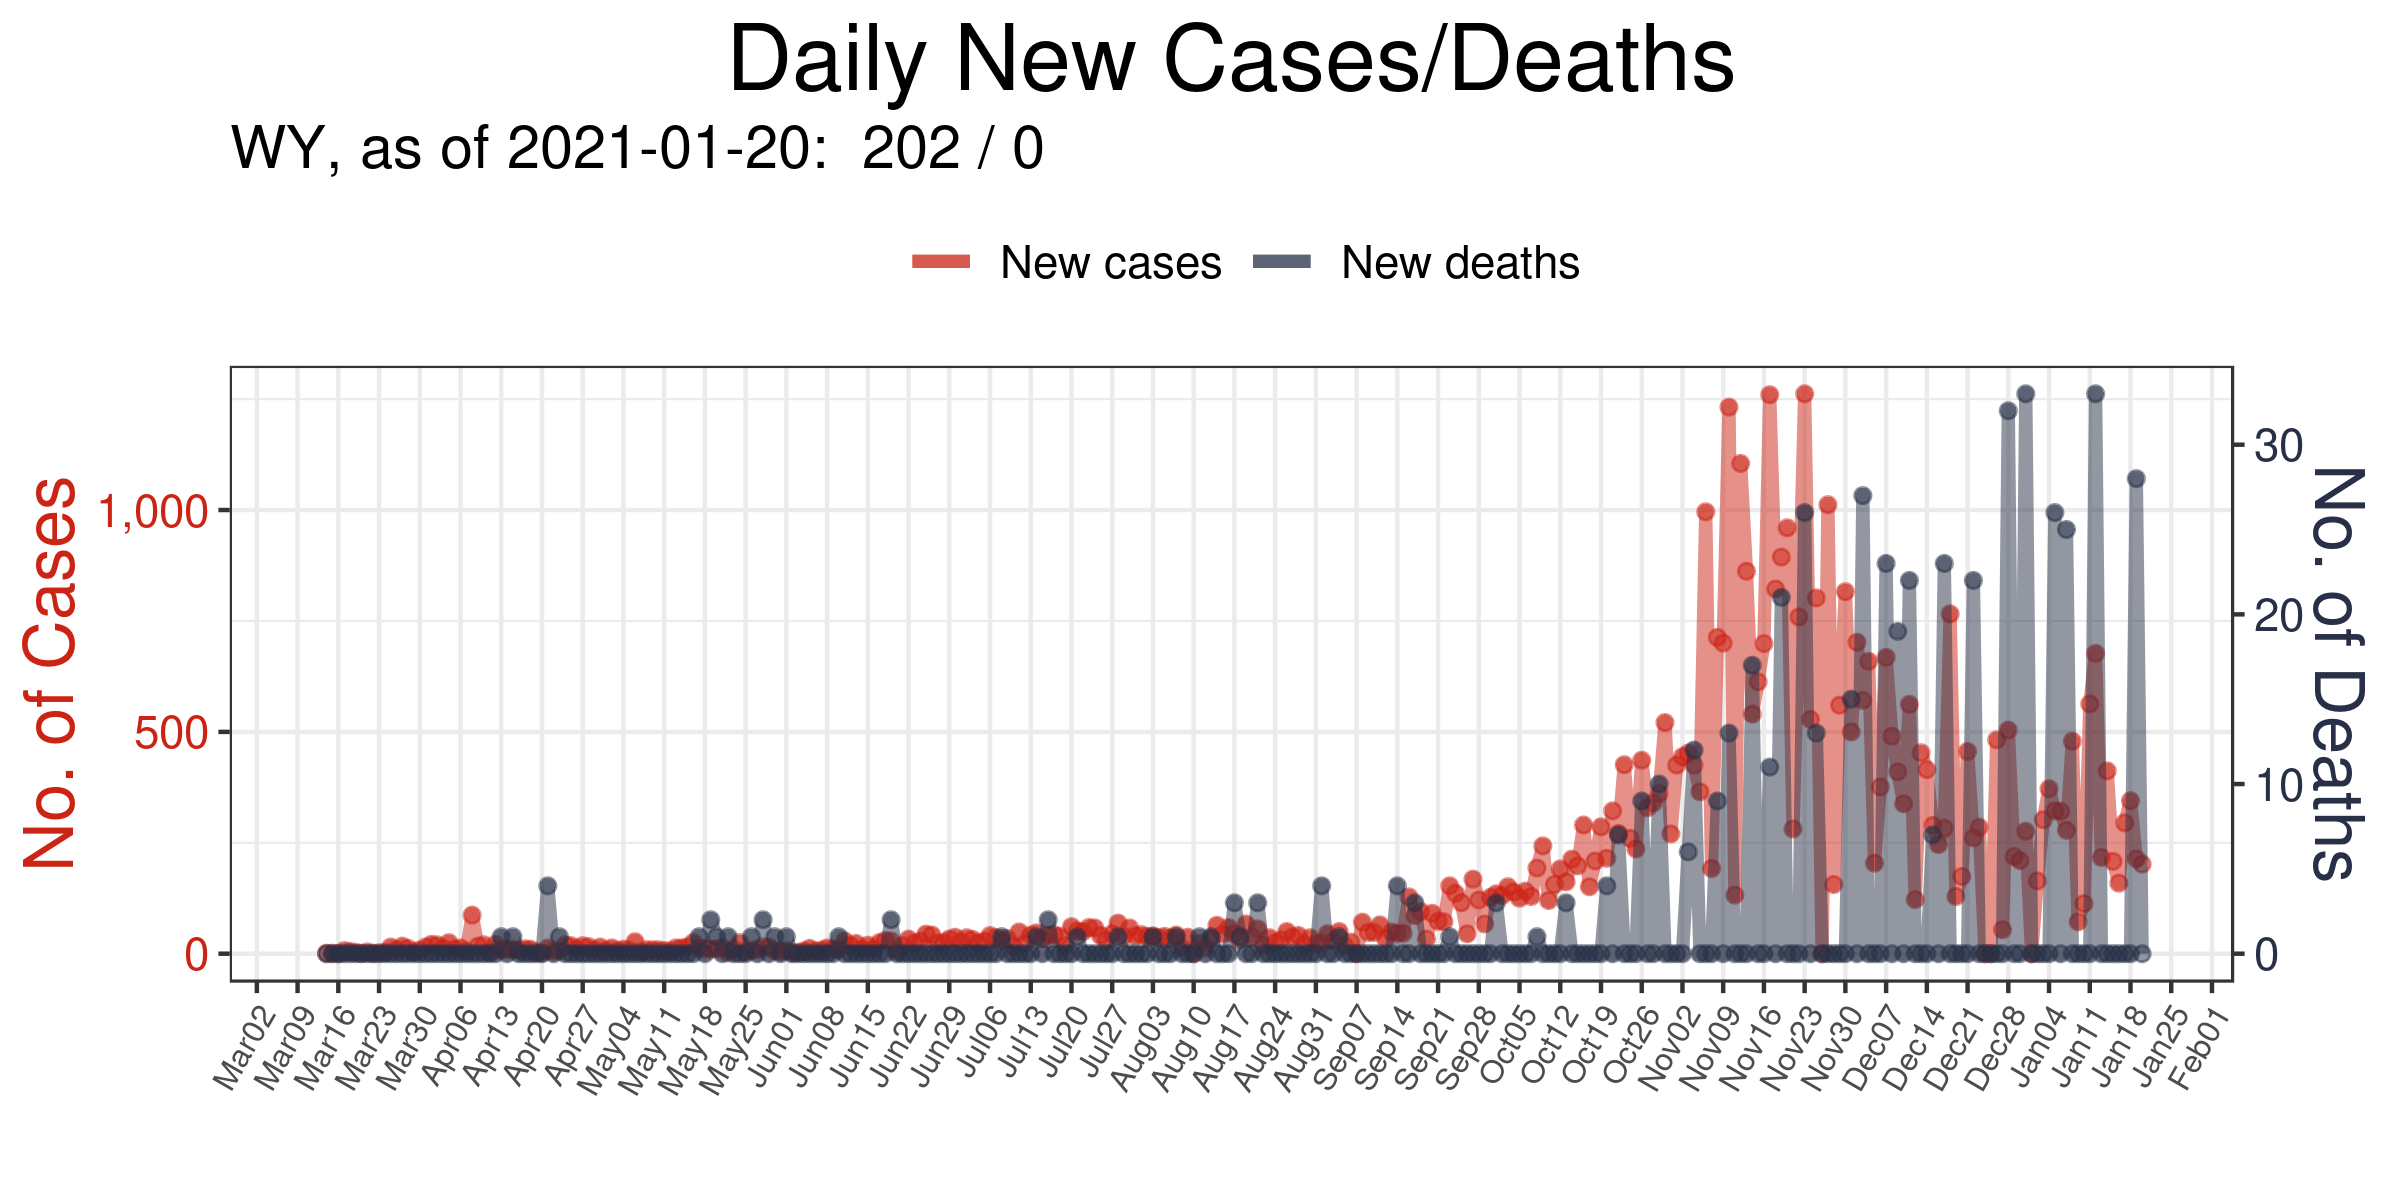 Daily New Cases/Deaths
WY, as of 2021-01-20:  202 / 0
New cases
New deaths
No. of Cases
1,000
500
0
30
20
10
0
No. of Deaths
Mar02
Mar09
Mar16
Mar23
Mar30
Apr06
Apr13
Apr20
Apr27
May04
May11
May18
May25
Jun01
Jun08
Jun15
Jun22
Jun29
Jul06
Jul13
Jul20
Jul27
Aug03
Aug10
Aug17
Aug24
Aug31
Sep07
Sep14
Sep21
Sep28
Oct05
Oct12
Oct19
Oct26
Nov02
Nov09
Nov16
Nov23
Nov30
Dec07
Dec14
Dec21
Dec28
Jan04
Jan11
Jan18
Jan25
Feb01